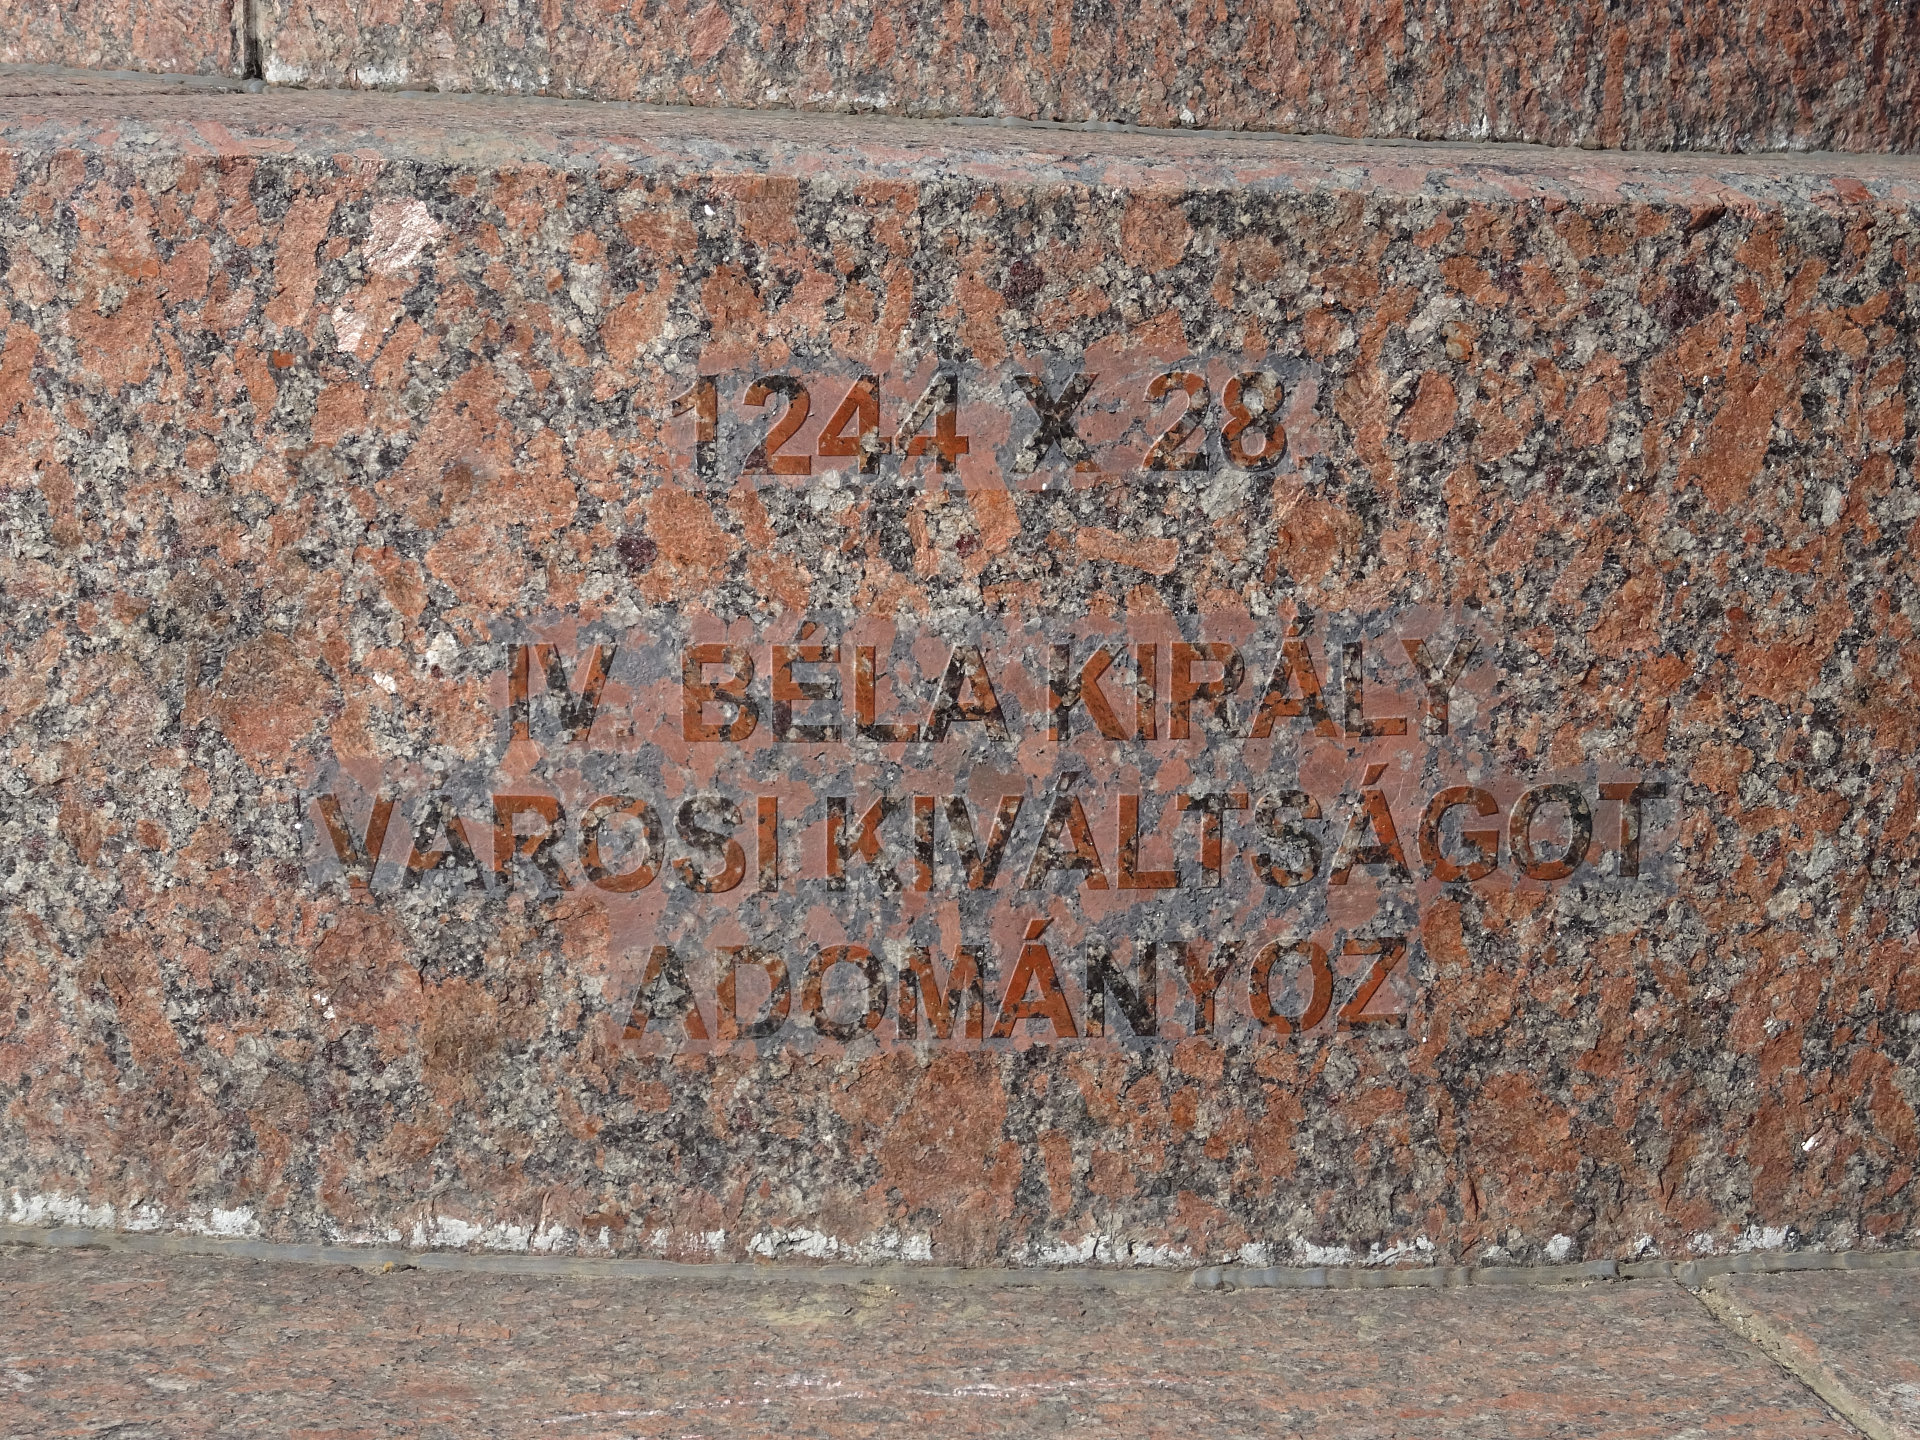 1244 X 28
IV. BÉLA KIRÁLY
VÁROSI KIVÁLTSÁGOT
ADOMÁNYOZ